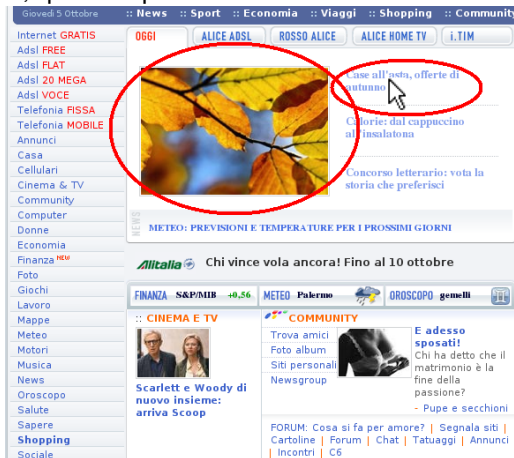 Giovedì 5 Ottobre
:: News :: Sport :: Economia :: Viaggi :: Shopping :: Community
Internet GRATIS
Adsl FREE
Adsl FLAT
Adsl 20 MEGA
Adsl VOCE
Telefonia FISSA
Telefonia MOBILE
Annunci
Casa
Cellulari
Cinema & TV
Community
Computer
Donne
Economia
Finanza NEW
Foto
Giochi
Lavoro
Mappe
Meteo
Motori
Musica
News
Oroscopo
Salute
Sapere
Shopping
Sociale
OGGI
ALICE ADSL
ROSSO ALICE
ALICE HOME TV
i.TIM
Case all'asta, offerte di
autunno
Calorie: dal cappuccino
all'insalatona
Concorso letterario: vota la
storia che preferisci
NEWS
METEO: PREVISIONI E TEMPERATURE PER I PROSSIMI GIORNI
Alitalia Chi vince vola ancora! Fino al 10 ottobre
FINANZA S&P/MIB +0,56 METEO Palermo OROSCOPO gemelli
:: CINEMA E TV
Scarlett e Woody di
nuovo insieme:
arriva Scoop
COMMUNITY
Trova amici
Foto album
Siti personali
Newsgroup
E adesso
sposati!
Chi ha detto che il
matrimonio è la
fine della
passione?
- Pupe e secchioni
FORUM: Cosa si fa per amore? | Segnala siti |
Cartoline | Forum | Chat | Tatuaggi | Annunci
| Incontri | C6